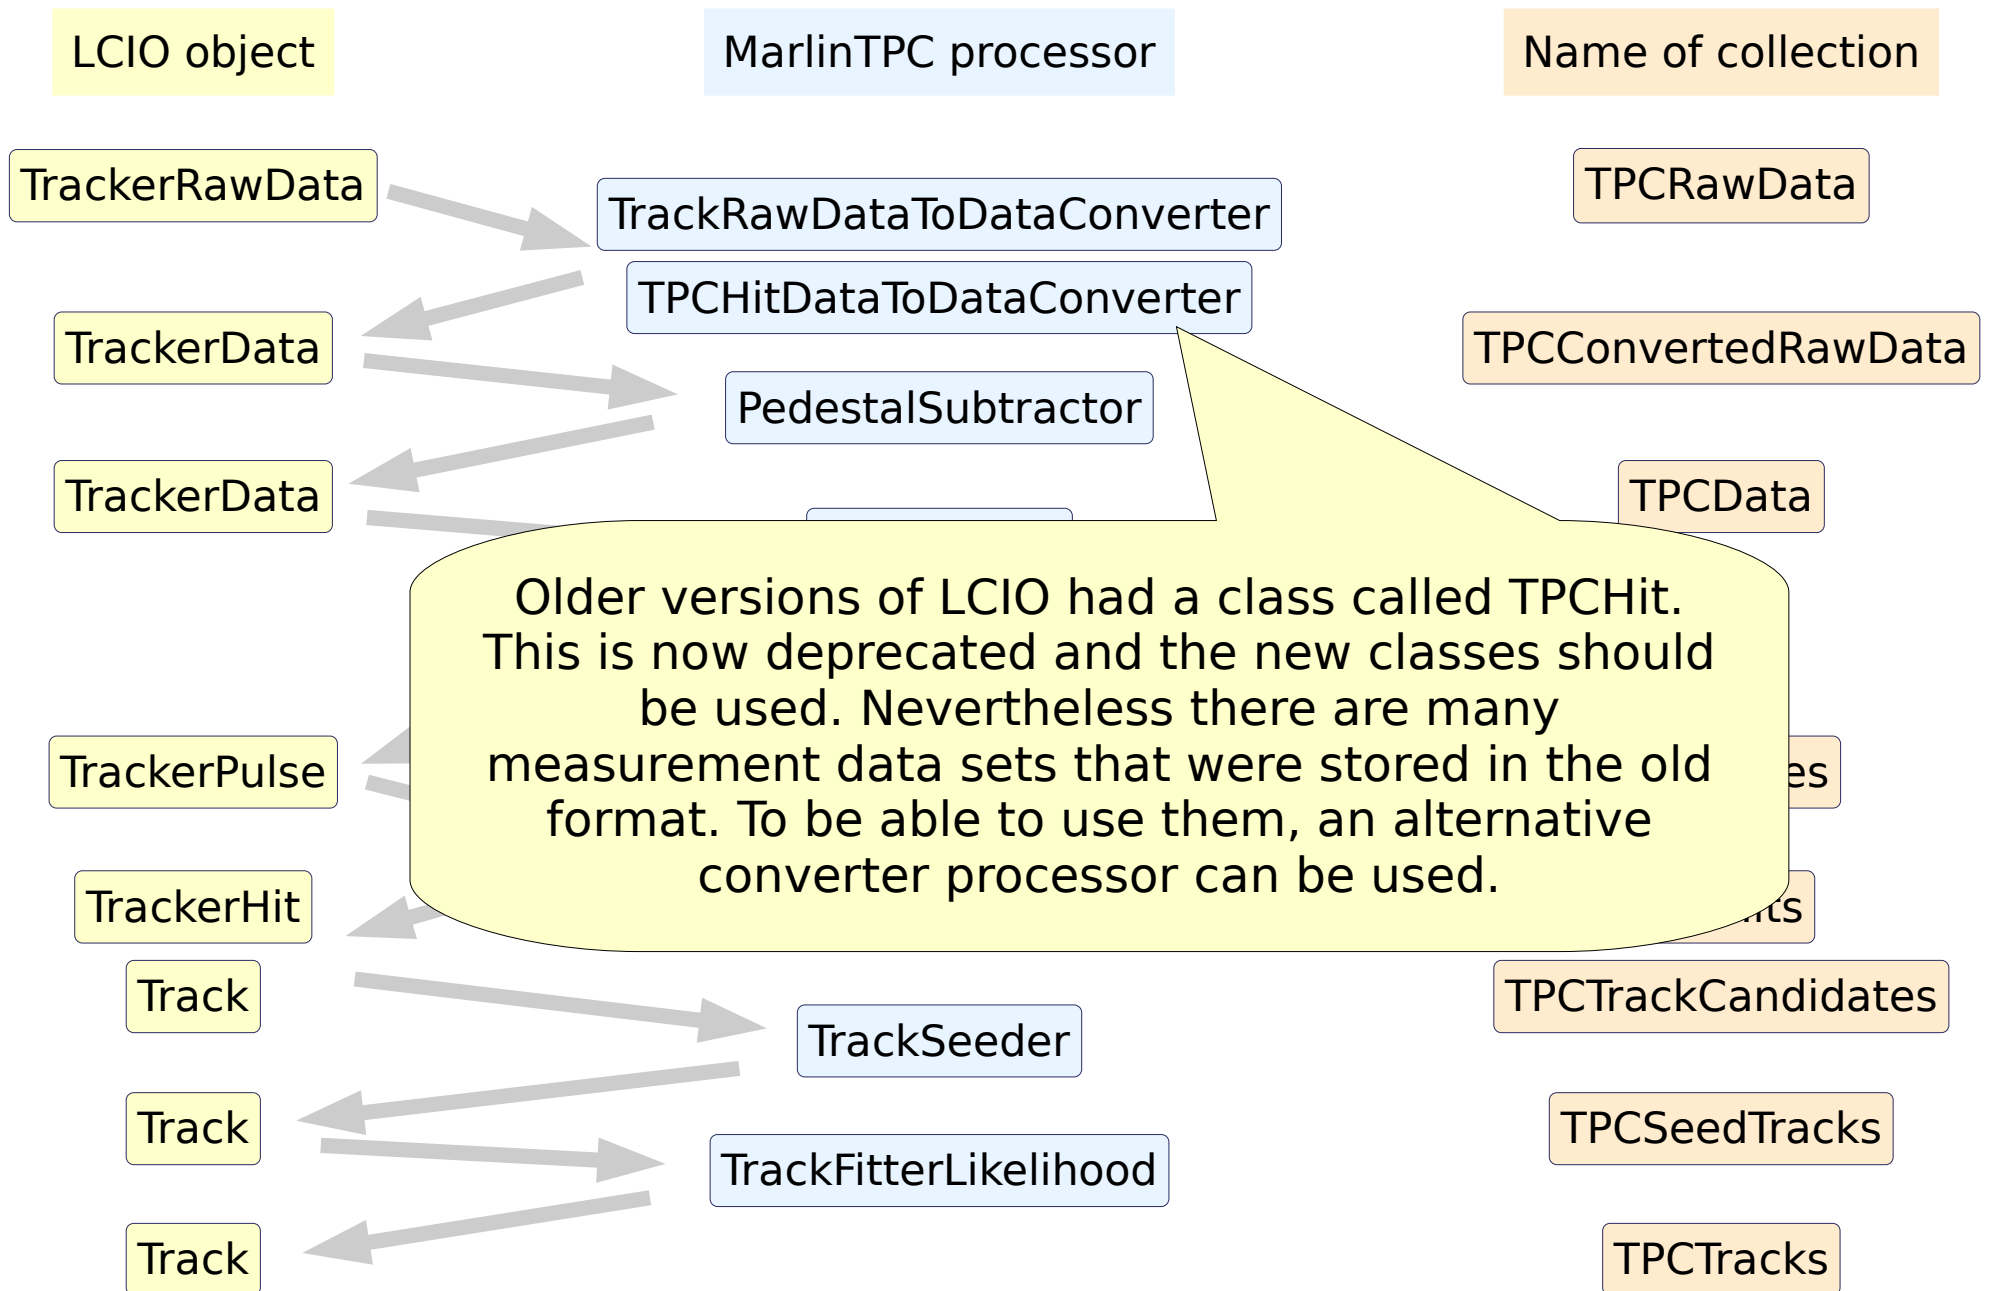 LCIO object
MarlinTPC processor
Name of collection
TrackerRawData
TPCRawData
TrackRawDataToDataConverter
TPCHitDataToDataConverter
TrackerData
TPCConvertedRawData
PedestalSubtractor
TrackerData
TPCData
Older versions of LCIO had a class called TPCHit.
This is now deprecated and the new classes should
be used. Nevertheless there are many
measurement data sets that were stored in the old
format. To be able to use them, an alternative
converter processor can be used.
TrackerPulse
TrackerHit
Track
TPCTrackCandidates
TrackSeeder
Track
TPCSeedTracks
TrackFitterLikelihood
Track
TPCTracks